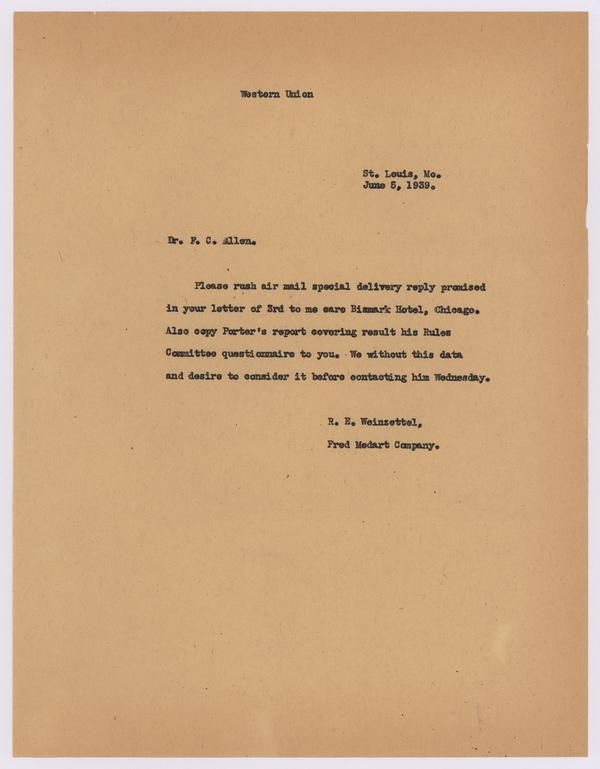 Western Union
St. Louis, Mo.
June 5, 1939.
Dr. F. C. Allen.
Please rush air mail special delivery reply promised
in your letter of 3rd to me care Bismark Hotel, Chicago.
Also copy Porter's report covering result his Rules
Committee questionnaire to you. We without this data
and desire to consider it before contacting him Wednesday.
R. E. Weinzettel,
Fred Medart Company.